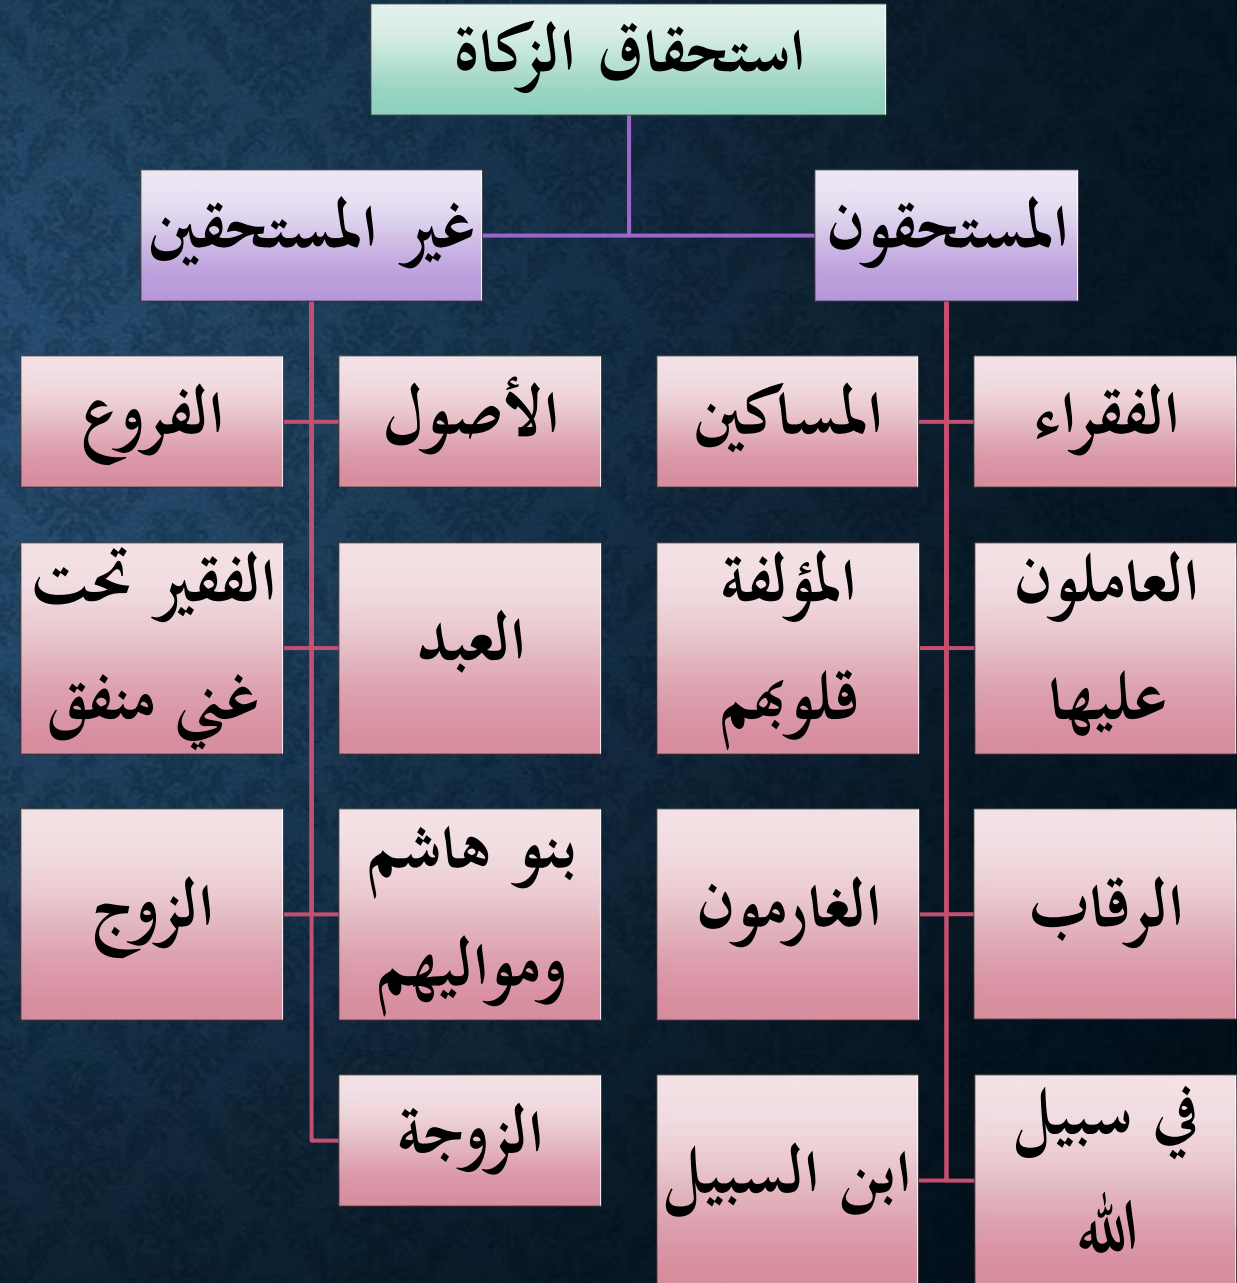 استحقاق الزكاة
المستحقون
غير المستحقين
الفقراء
المساكين
الأصول
الفروع
العاملون
عليها
المؤلفة
قلوبهم
العبد
الفقير تحت
غني منفق
الرقاب
الغارمون
بنو هاشم
ومواليهم
الزوج
في سبيل
الله
ابن السبيل
الزوجة